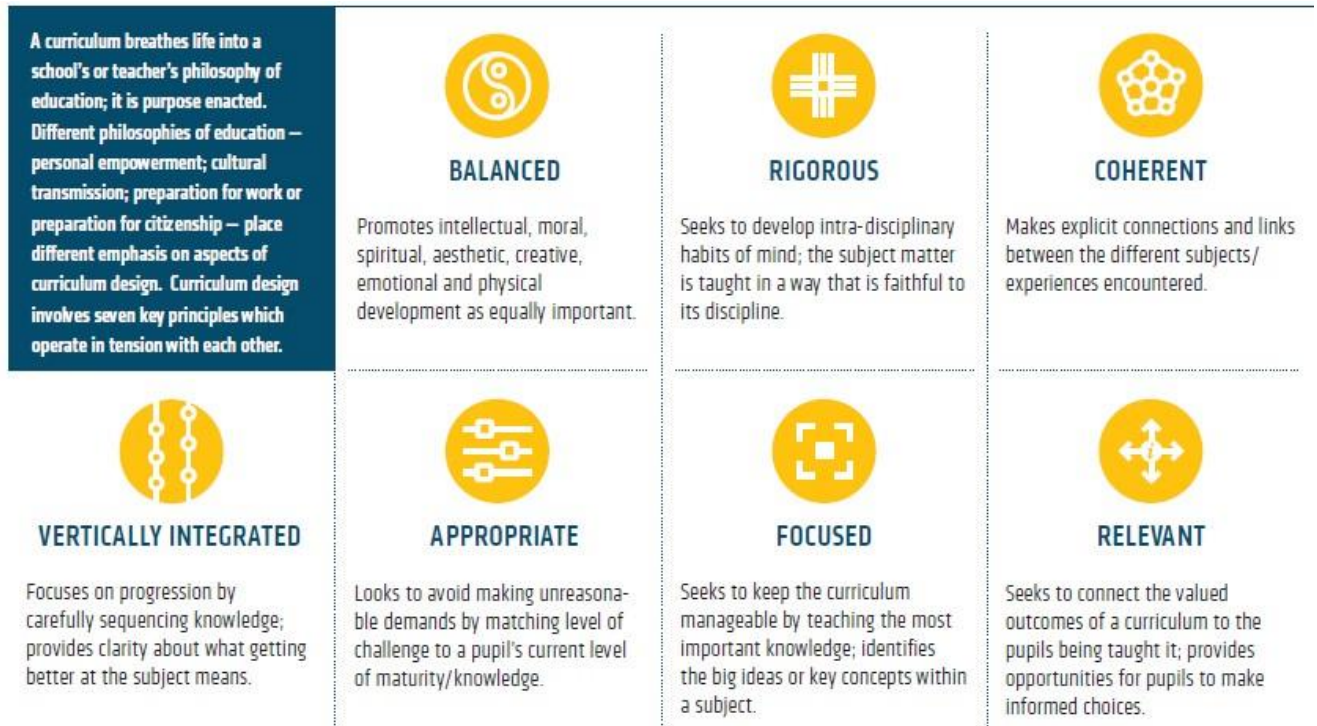 A curriculum breathes life into a
school's or teacher's philosophy of
education; it is purpose enacted.
Different philosophies of education —
personal empowerment; cultural
transmission; preparation for work or
preparation for citizenship — place
different emphasis on aspects of
curriculum design. Curriculum design
involves seven key principles which
operate in tension with each other.
BALANCED
Promotes intellectual, moral,
spiritual, aesthetic, creative,
emotional and physical
development as equally important.
RIGOROUS
Seeks to develop intra-disciplinary
habits of mind; the subject matter
is taught in a way that is faithful to
its discipline.
COHERENT
Makes explicit connections and links
between the different subjects/
experiences encountered.
VERTICALLY INTEGRATED
Focuses on progression by
carefully sequencing knowledge;
provides clarity about what getting
better at the subject means.
APPROPRIATE
Looks to avoid making unreasona-
ble demands by matching level of
challenge to a pupil's current level
of maturity/knowledge.
FOCUSED
Seeks to keep the curriculum
manageable by teaching the most
important knowledge; identifies
the big ideas or key concepts within
a subject.
i
RELEVANT
Seeks to connect the valued
outcomes of a curriculum to the
pupils being taught it; provides
opportunities for pupils to make
informed choices.